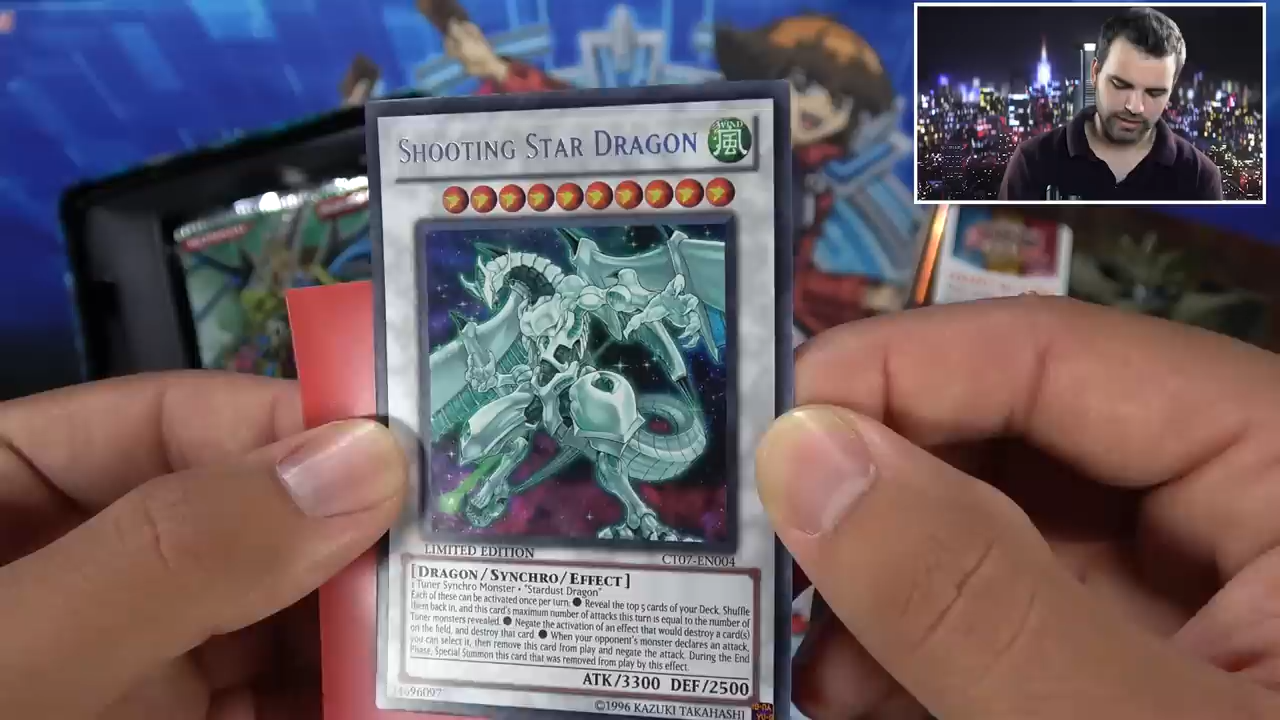 SHOOTING STAR DRAGON
WIND
風
LIMITED EDITION
CT07-EN004
[DRAGON/SYNCHRO/EFFECT]
1 Tuner Synchro Monster • "Stardust Dragon"
Each of these can be activated once per turn. ● Reveal the top 5 cards of your Deck. Shuffle
them back in, and this card's maximum number of attacks this turn is equal to the number of
Tuner monsters revealed. ● Negate the activation of an effect that would destroy a card(s)
on the field, and destroy that card. ● When your opponent's monster declares an attack,
you can select it, then remove this card from play and negate the attack. During the End
Phase, Special Summon this card that was removed from play by this effect.
ATK/3300 DEF/2500
©1996 KAZUKI TAKAHASHI